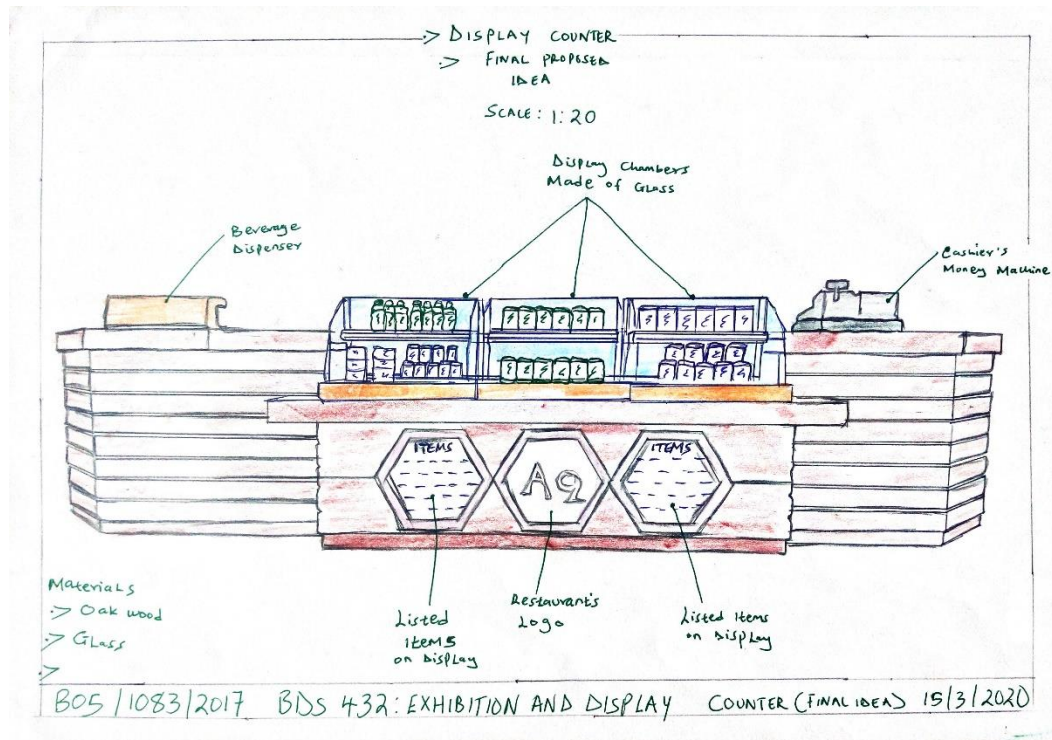 :> DISPLAY COUNTER
:> FINAL PROPOSED
IDEA
SCALE: 1:20
Display Chambers
Made of Glass
Beverage
Dispenser
Cashier's
Money Machine
ITEMS
A9
ITEMS
Listed
Items
on Display
Restaurant's
Logo
Listed Items
on Display
Materials
:> Oak wood
:> Glass
:>
B05/1083/2017 BDS 432: EXHIBITION AND DISPLAY COUNTER (FINAL IDEA) 15/3/2020